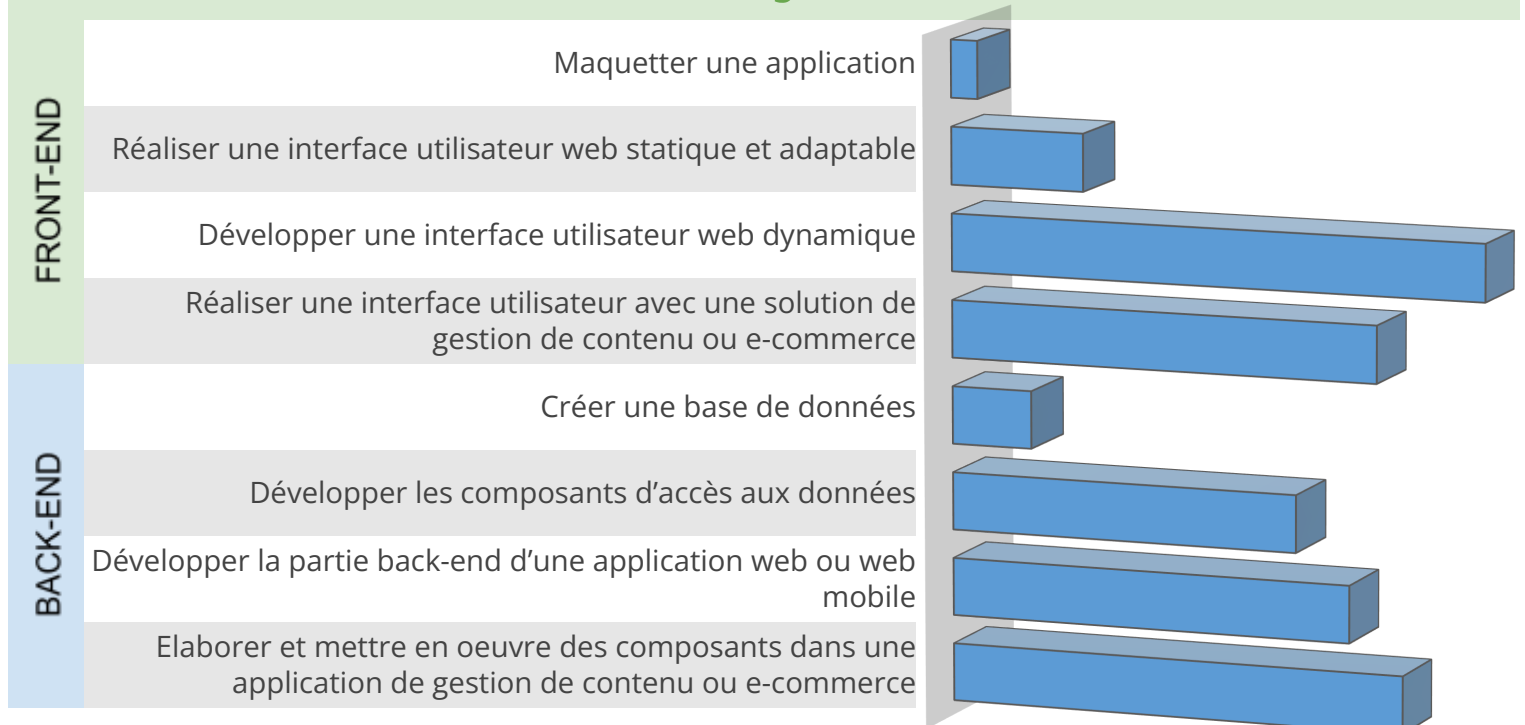 FRONT-END
Maquetter une application
Réaliser une interface utilisateur web statique et adaptable
Développer une interface utilisateur web dynamique
Réaliser une interface utilisateur avec une solution de
gestion de contenu ou e-commerce
BACK-END
Créer une base de données
Développer les composants d’accès aux données
Développer la partie back-end d’une application web ou web
mobile
Elaborer et mettre en oeuvre des composants dans une
application de gestion de contenu ou e-commerce